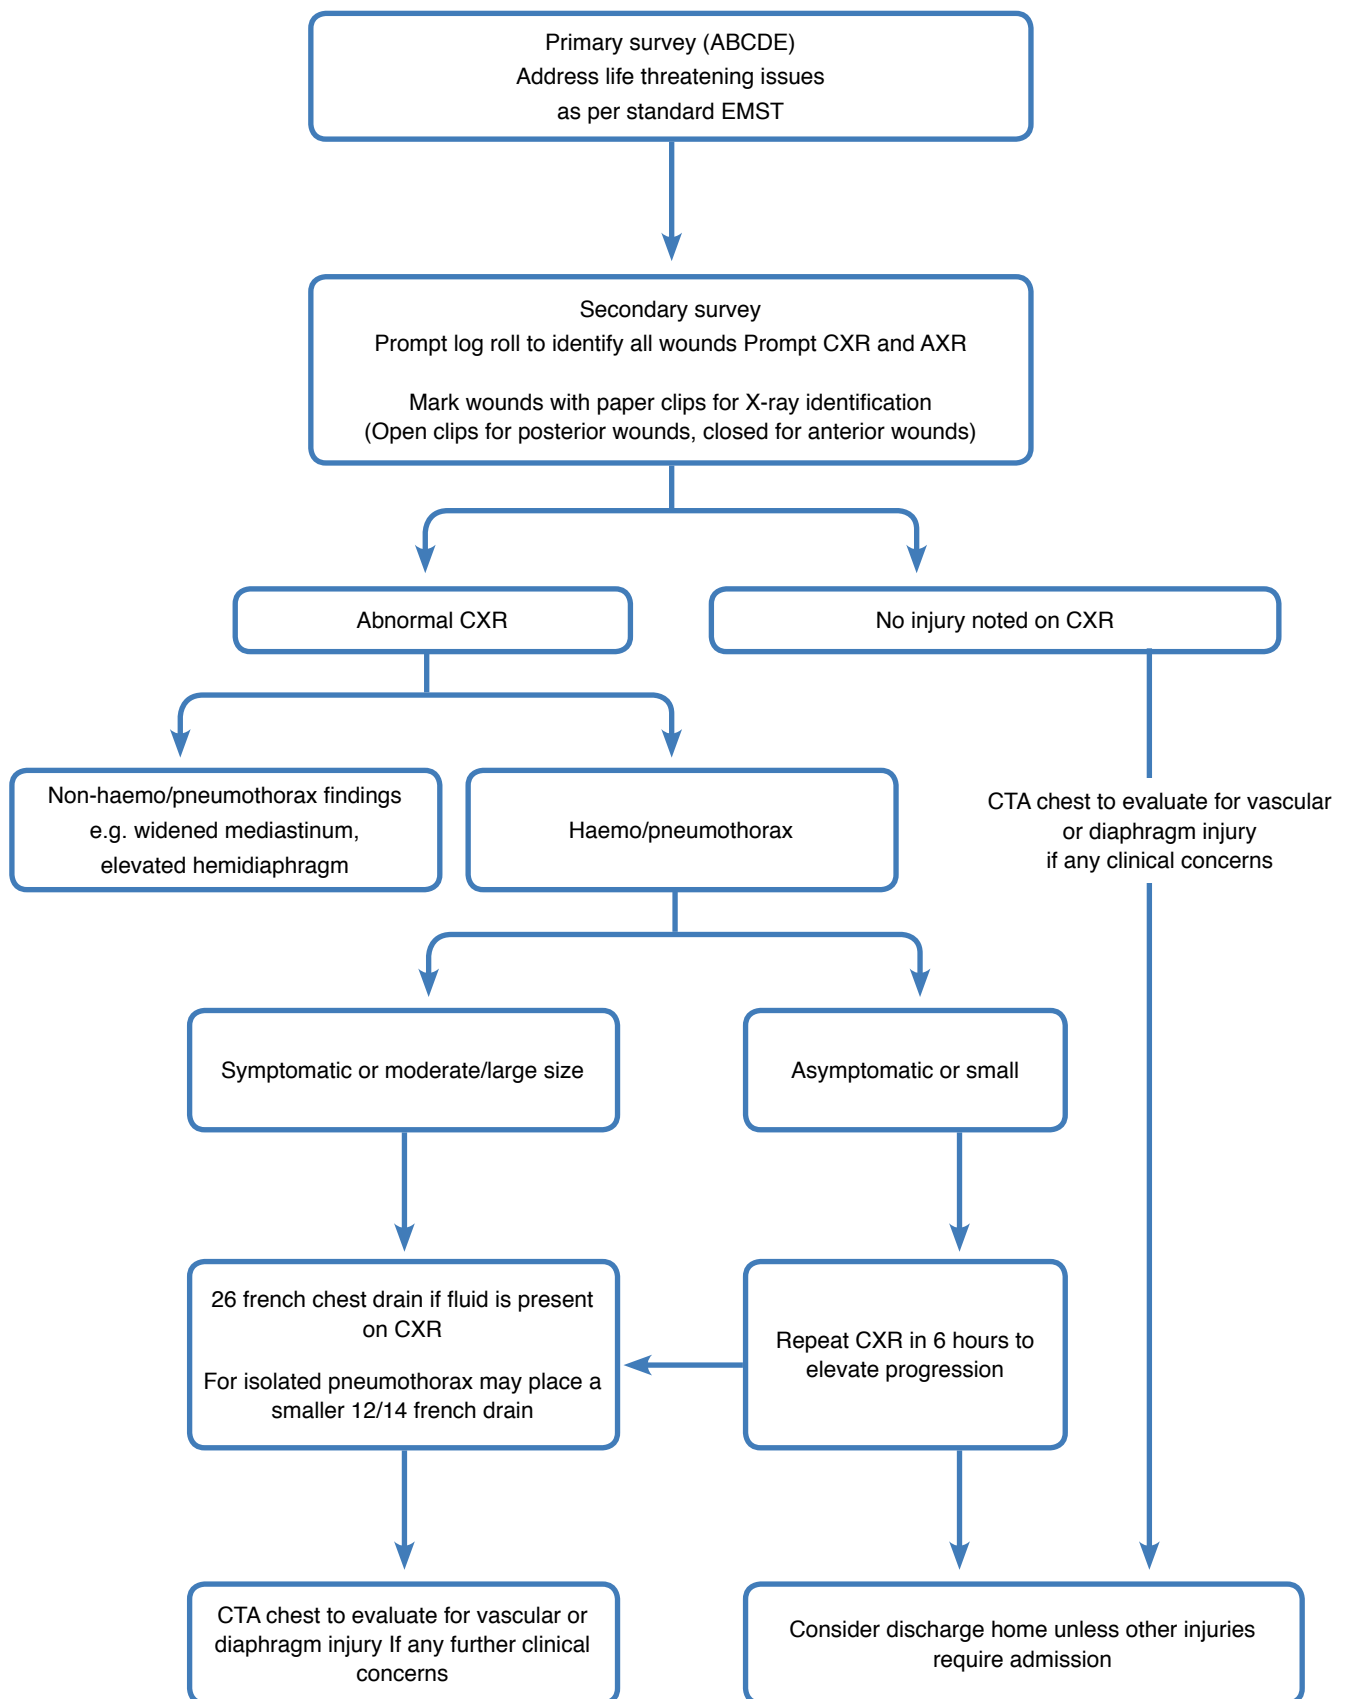 Primary survey (ABCDE)
Address life threatening issues
as per standard EMST
Secondary survey
Prompt log roll to identify all wounds Prompt CXR and AXR
Mark wounds with paper clips for X-ray identification
(Open clips for posterior wounds, closed for anterior wounds)
Abnormal CXR
No injury noted on CXR
Non-haemo/pneumothorax findings
e.g. widened mediastinum,
elevated hemidiaphragm
Haemo/pneumothorax
CTA chest to evaluate for vascular
or diaphragm injury
if any clinical concerns
Symptomatic or moderate/large size
Asymptomatic or small
26 french chest drain if fluid is present
on CXR
For isolated pneumothorax may place a
smaller 12/14 french drain
Repeat CXR in 6 hours to
elevate progression
CTA chest to evaluate for vascular or
diaphragm injury If any further clinical
concerns
Consider discharge home unless other injuries
require admission